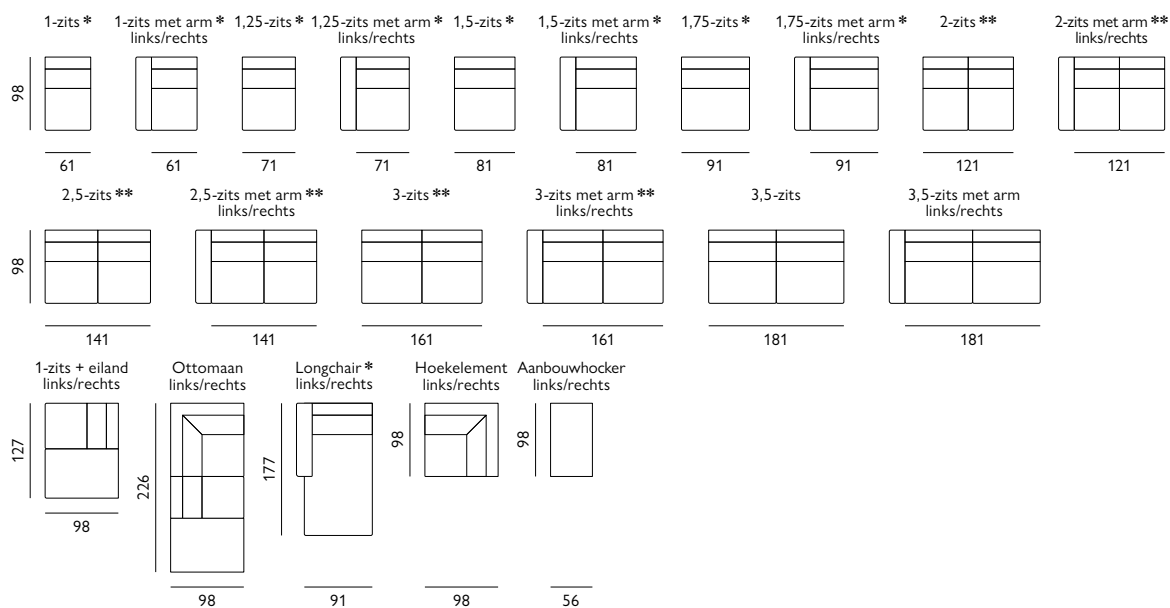 1-zits *
1-zits met arm *
links/rechts
1,25-zits *
1,25-zits met arm *
links/rechts
1,5-zits *
1,5-zits met arm *
links/rechts
1,75-zits *
1,75-zits met arm *
links/rechts
2-zits **
2-zits met arm **
links/rechts
98
61
61
71
71
81
81
91
91
121
121
2,5-zits **
2,5-zits met arm **
links/rechts
3-zits **
3-zits met arm **
links/rechts
3,5-zits
3,5-zits met arm
links/rechts
98
141
141
161
161
181
181
1-zits + eiland
links/rechts
Ottomaan
links/rechts
Longchair *
links/rechts
Hoekelement
links/rechts
Aanbouwhocker
links/rechts
127
226
177
98
98
98
98
91
98
56